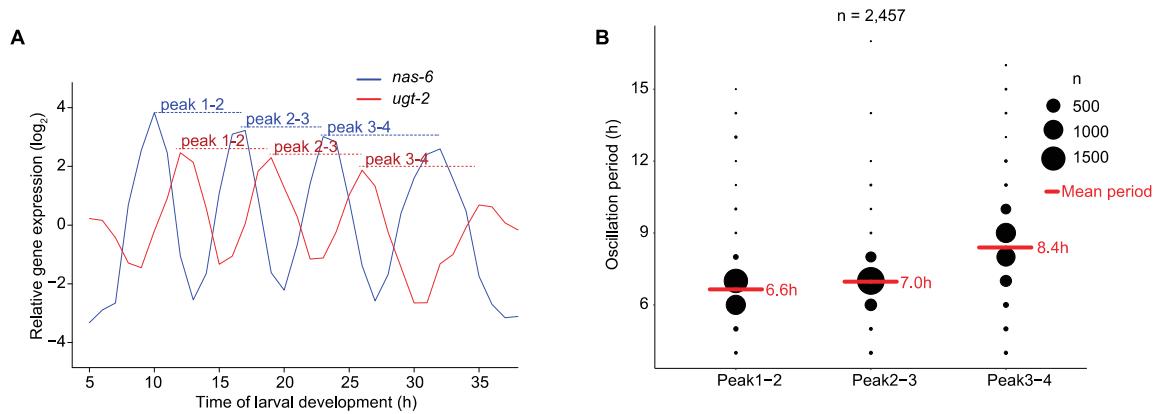 A
nas-6
ugt-2
peak 1-2
peak 2-3
peak 3-4
peak 1-2
peak 2-3
peak 3-4
Relative gene expression (log2)
4
2
0
−2
−4
5 10 15 20 25 30 35
Time of larval development (h)
B
n = 2,457
Oscillation period (h)
15
12
9
6
6.6h
7.0h
8.4h
Peak1−2 Peak2−3 Peak3−4
n
500
1000
1500
Mean period